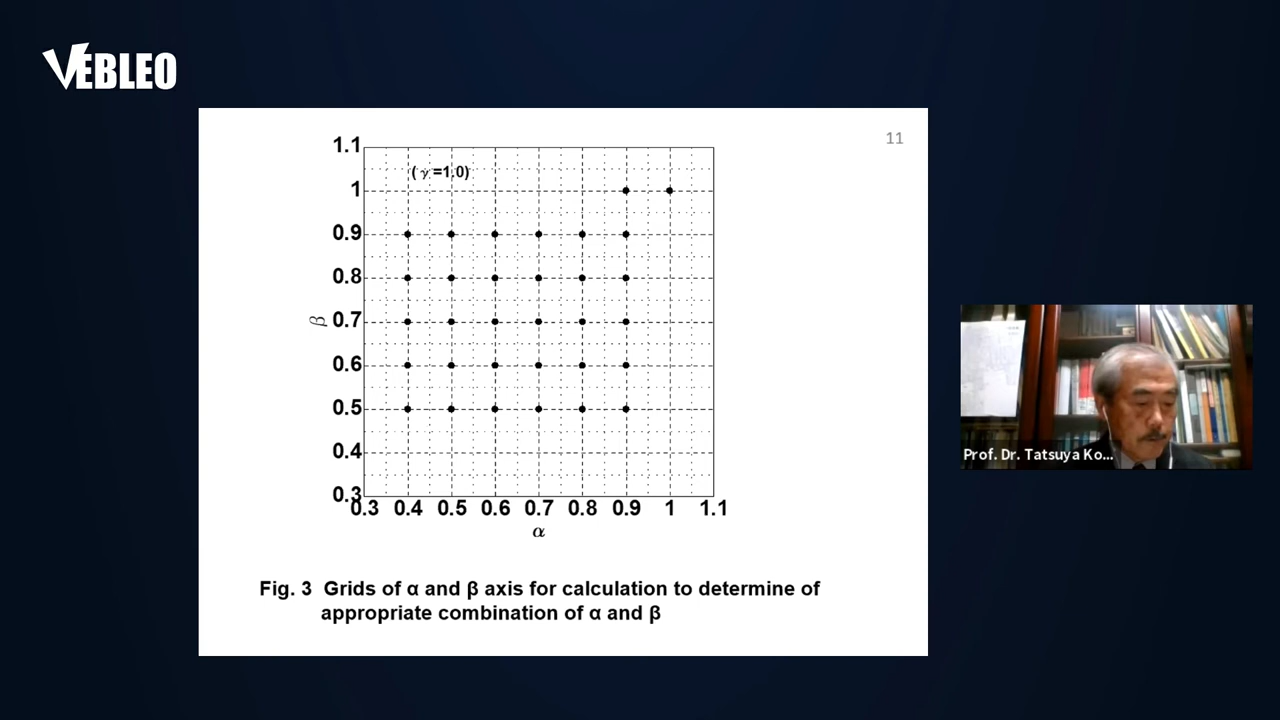 VEBLEO
11
1.1
( γ =1.0)
1
0.9
0.8
β 0.7
0.6
0.5
0.4
0.3
0.3 0.4 0.5 0.6 0.7 0.8 0.9 1 1.1
α
Fig. 3 Grids of α and β axis for calculation to determine of
appropriate combination of α and β
Prof. Dr. Tatsuya Ko...